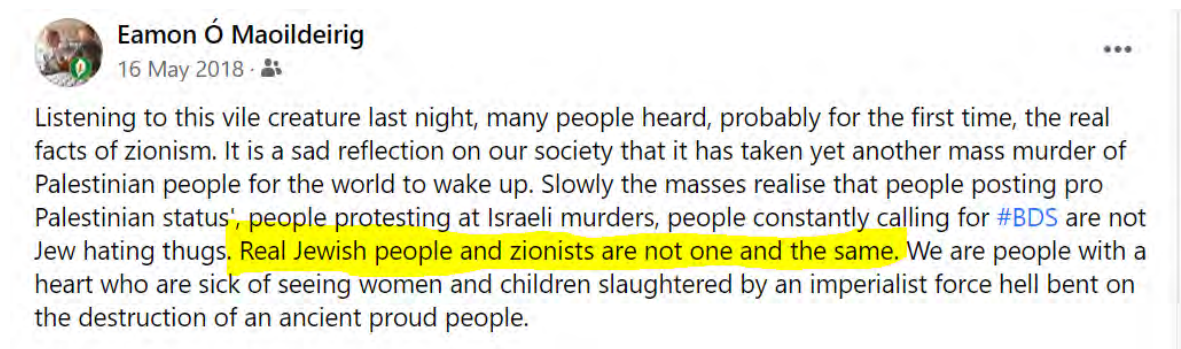 Eamon Ó Maoildeirig
16 May 2018 ·
Listening to this vile creature last night, many people heard, probably for the first time, the real
facts of zionism. It is a sad reflection on our society that it has taken yet another mass murder of
Palestinian people for the world to wake up. Slowly the masses realise that people posting pro
Palestinian status', people protesting at Israeli murders, people constantly calling for #BDS are not
Jew hating thugs. Real Jewish people and zionists are not one and the same. We are people with a
heart who are sick of seeing women and children slaughtered by an imperialist force hell bent on
the destruction of an ancient proud people.